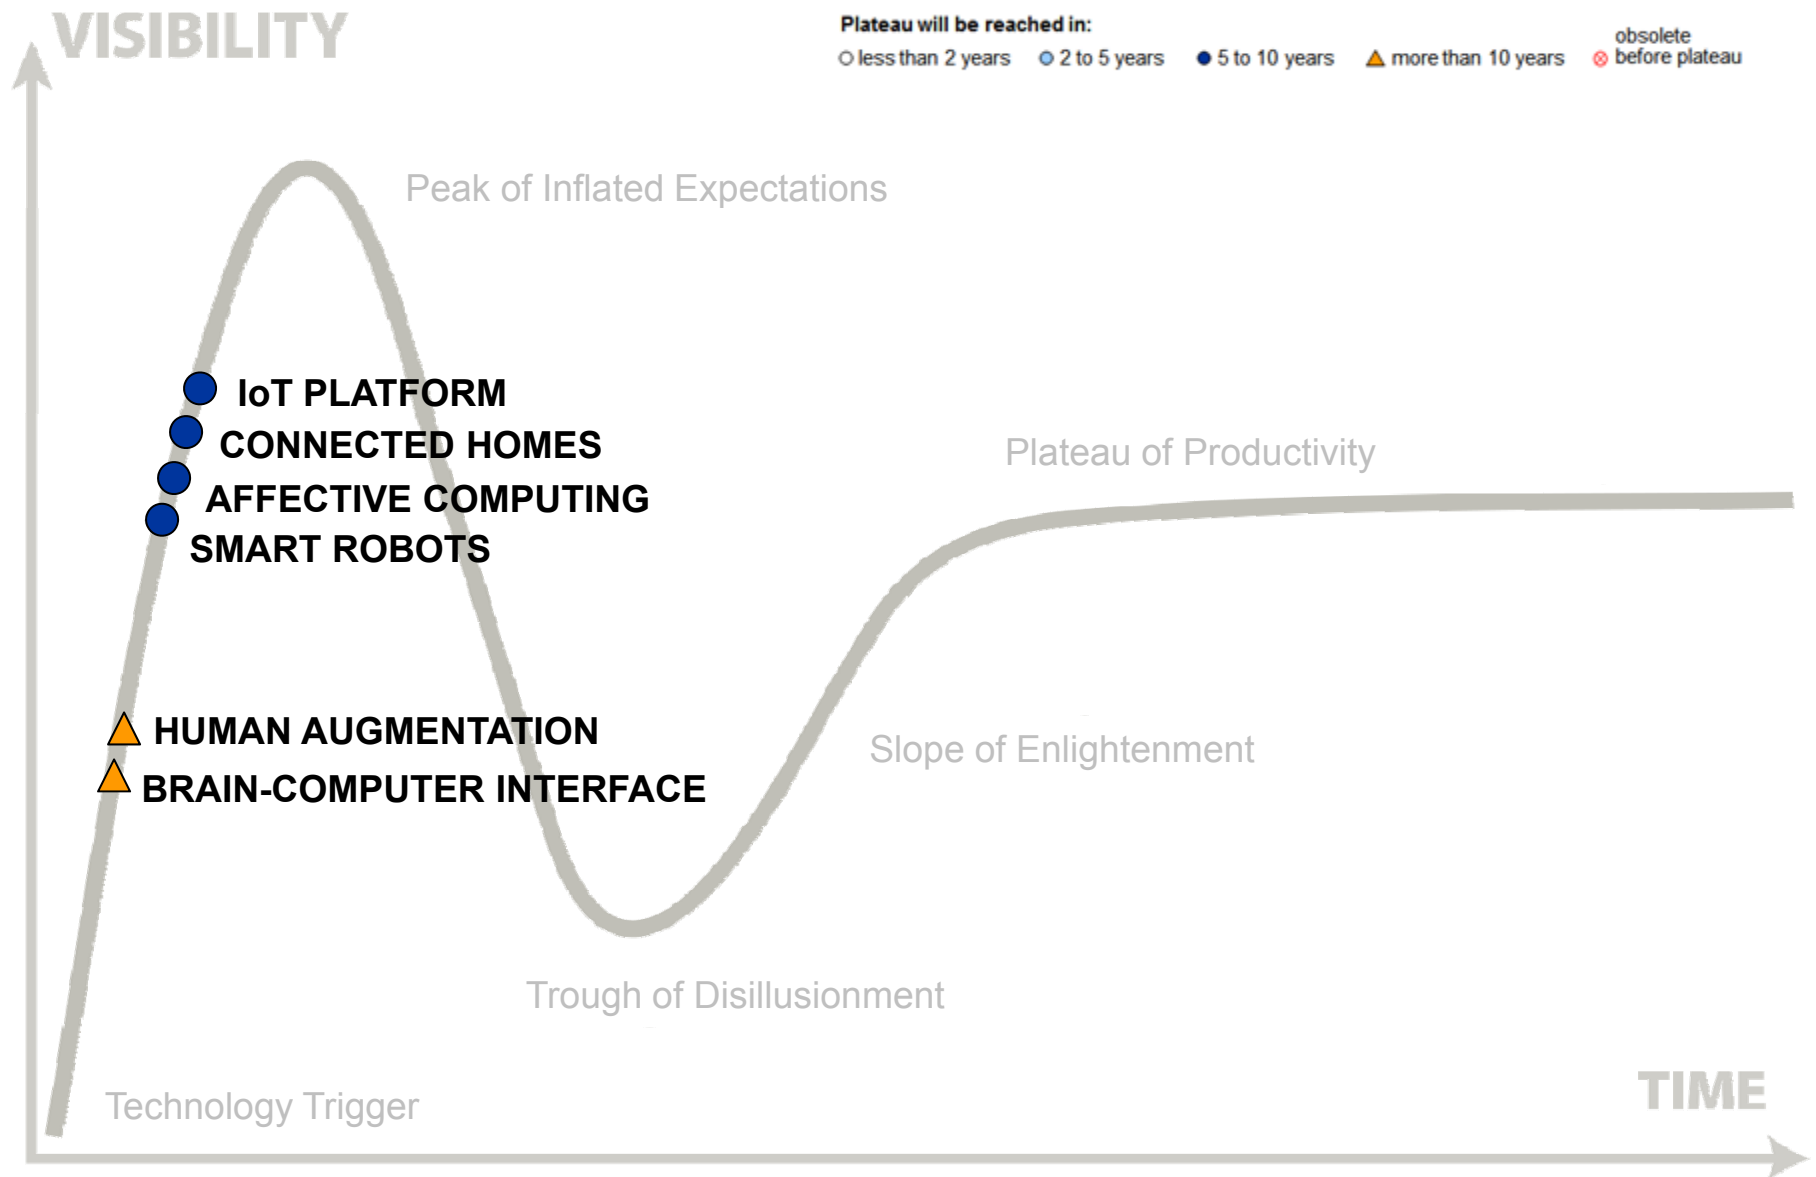 VISIBILITY
Plateau will be reached in:
less than 2 years
2 to 5 years
5 to 10 years
more than 10 years
obsolete
before plateau
Peak of Inflated Expectations
IoT PLATFORM
CONNECTED HOMES
AFFECTIVE COMPUTING
SMART ROBOTS
Plateau of Productivity
HUMAN AUGMENTATION
BRAIN-COMPUTER INTERFACE
Slope of Enlightenment
Trough of Disillusionment
Technology Trigger
TIME